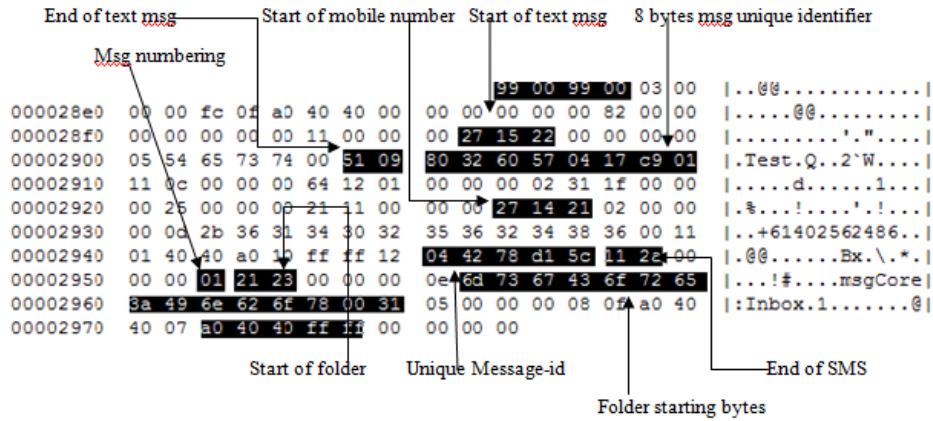 End of text msg Start of mobile number Start of text msg 8 bytes msg unique identifier
Msg numbering
99 00 99 00 03 00 |..@@............|
000028e0 00 00 fc 0f a0 40 40 00 00 00 00 00 00 82 00 00 |.....@@.........|
000028f0 00 00 00 00 00 11 00 00 00 27 15 22 00 00 00 00 |.........'."....|
00002900 05 54 65 73 74 00 51 09 80 32 60 57 04 17 c9 01 |.Test.Q..2`W....|
00002910 11 0c 00 00 00 64 12 01 00 00 00 02 31 1f 00 00 |.....d......1...|
00002920 00 25 00 00 00 21 11 00 00 00 27 14 21 02 00 00 |.%...!....'.!...|
00002930 00 0d 2b 36 31 34 30 32 35 36 32 34 38 36 00 11 |..+61402562486..|
00002940 01 40 40 a0 10 ff ff 12 04 42 78 d1 5c 11 2a 00 |.@@......Bx.\.*.|
00002950 00 00 01 21 23 00 00 00 0e 6d 73 67 43 6f 72 65 |...!#....msgCore|
00002960 3a 49 6e 62 6f 78 00 31 05 00 00 00 08 0f a0 40 |:Inbox.1.......@|
00002970 40 07 a0 40 40 ff ff 00 00 00 00
Start of folder Unique Message-id End of SMS
Folder starting bytes